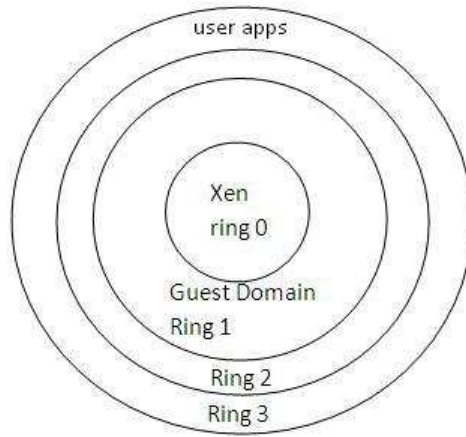 user apps
Xen
ring 0
Guest Domain
Ring 1
Ring 2
Ring 3